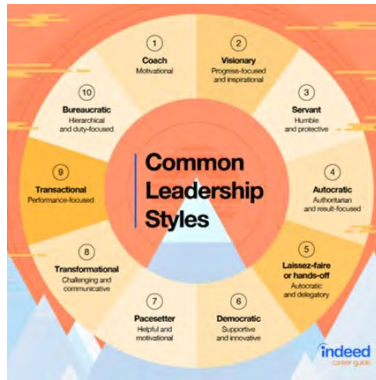 Common
Leadership
Styles
1
Coach
Motivational
2
Visionary
Progress-focused
and inspirational
3
Servant
Humble
and protective
4
Autocratic
Authoritarian
and result-focused
5
Laissez-faire
or hands-off
Autocratic
and delegatory
6
Democratic
Supportive
and innovative
7
Pacesetter
Helpful and
motivational
8
Transformational
Challenging and
communicative
9
Transactional
Performance-focused
10
Bureaucratic
Hierarchical
and duty-focused
indeed
career guide